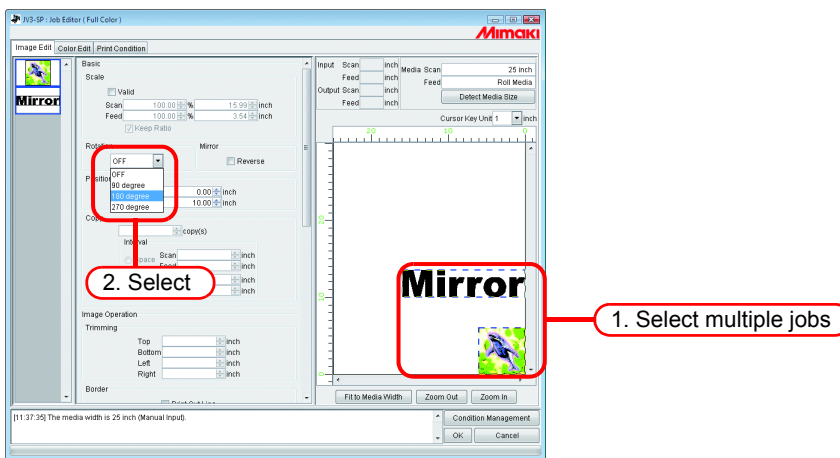 JV3-SP : Job Editor ( Full Color )
Mimaki
Image Edit Color Edit Print Condition
Mirror
Basic
Scale
Valid
Scan 100.00 % 15.99 inch
Feed 100.00 % 3.54 inch
Keep Ratio
Rotation Mirror
OFF Reverse
OFF
90 degree
180 degree
270 degree
0.00 inch
10.00 inch
copy(s)
Interval
Space Scan inch
Feed inch
inch
inch
2. Select
Image Operation
Trimming
Top inch
Bottom inch
Left inch
Right inch
Border
Input Scan inch
Feed inch
Output Scan inch
Feed inch
Media Scan 25 inch
Feed Roll Media
Detect Media Size
Cursor Key Unit 1 inch
20 10 0
20
10
0
Mirror
1. Select multiple jobs
Fit to Media Width Zoom Out Zoom In
[11:37:35] The media width is 25 inch (Manual Input).
Condition Management
OK Cancel